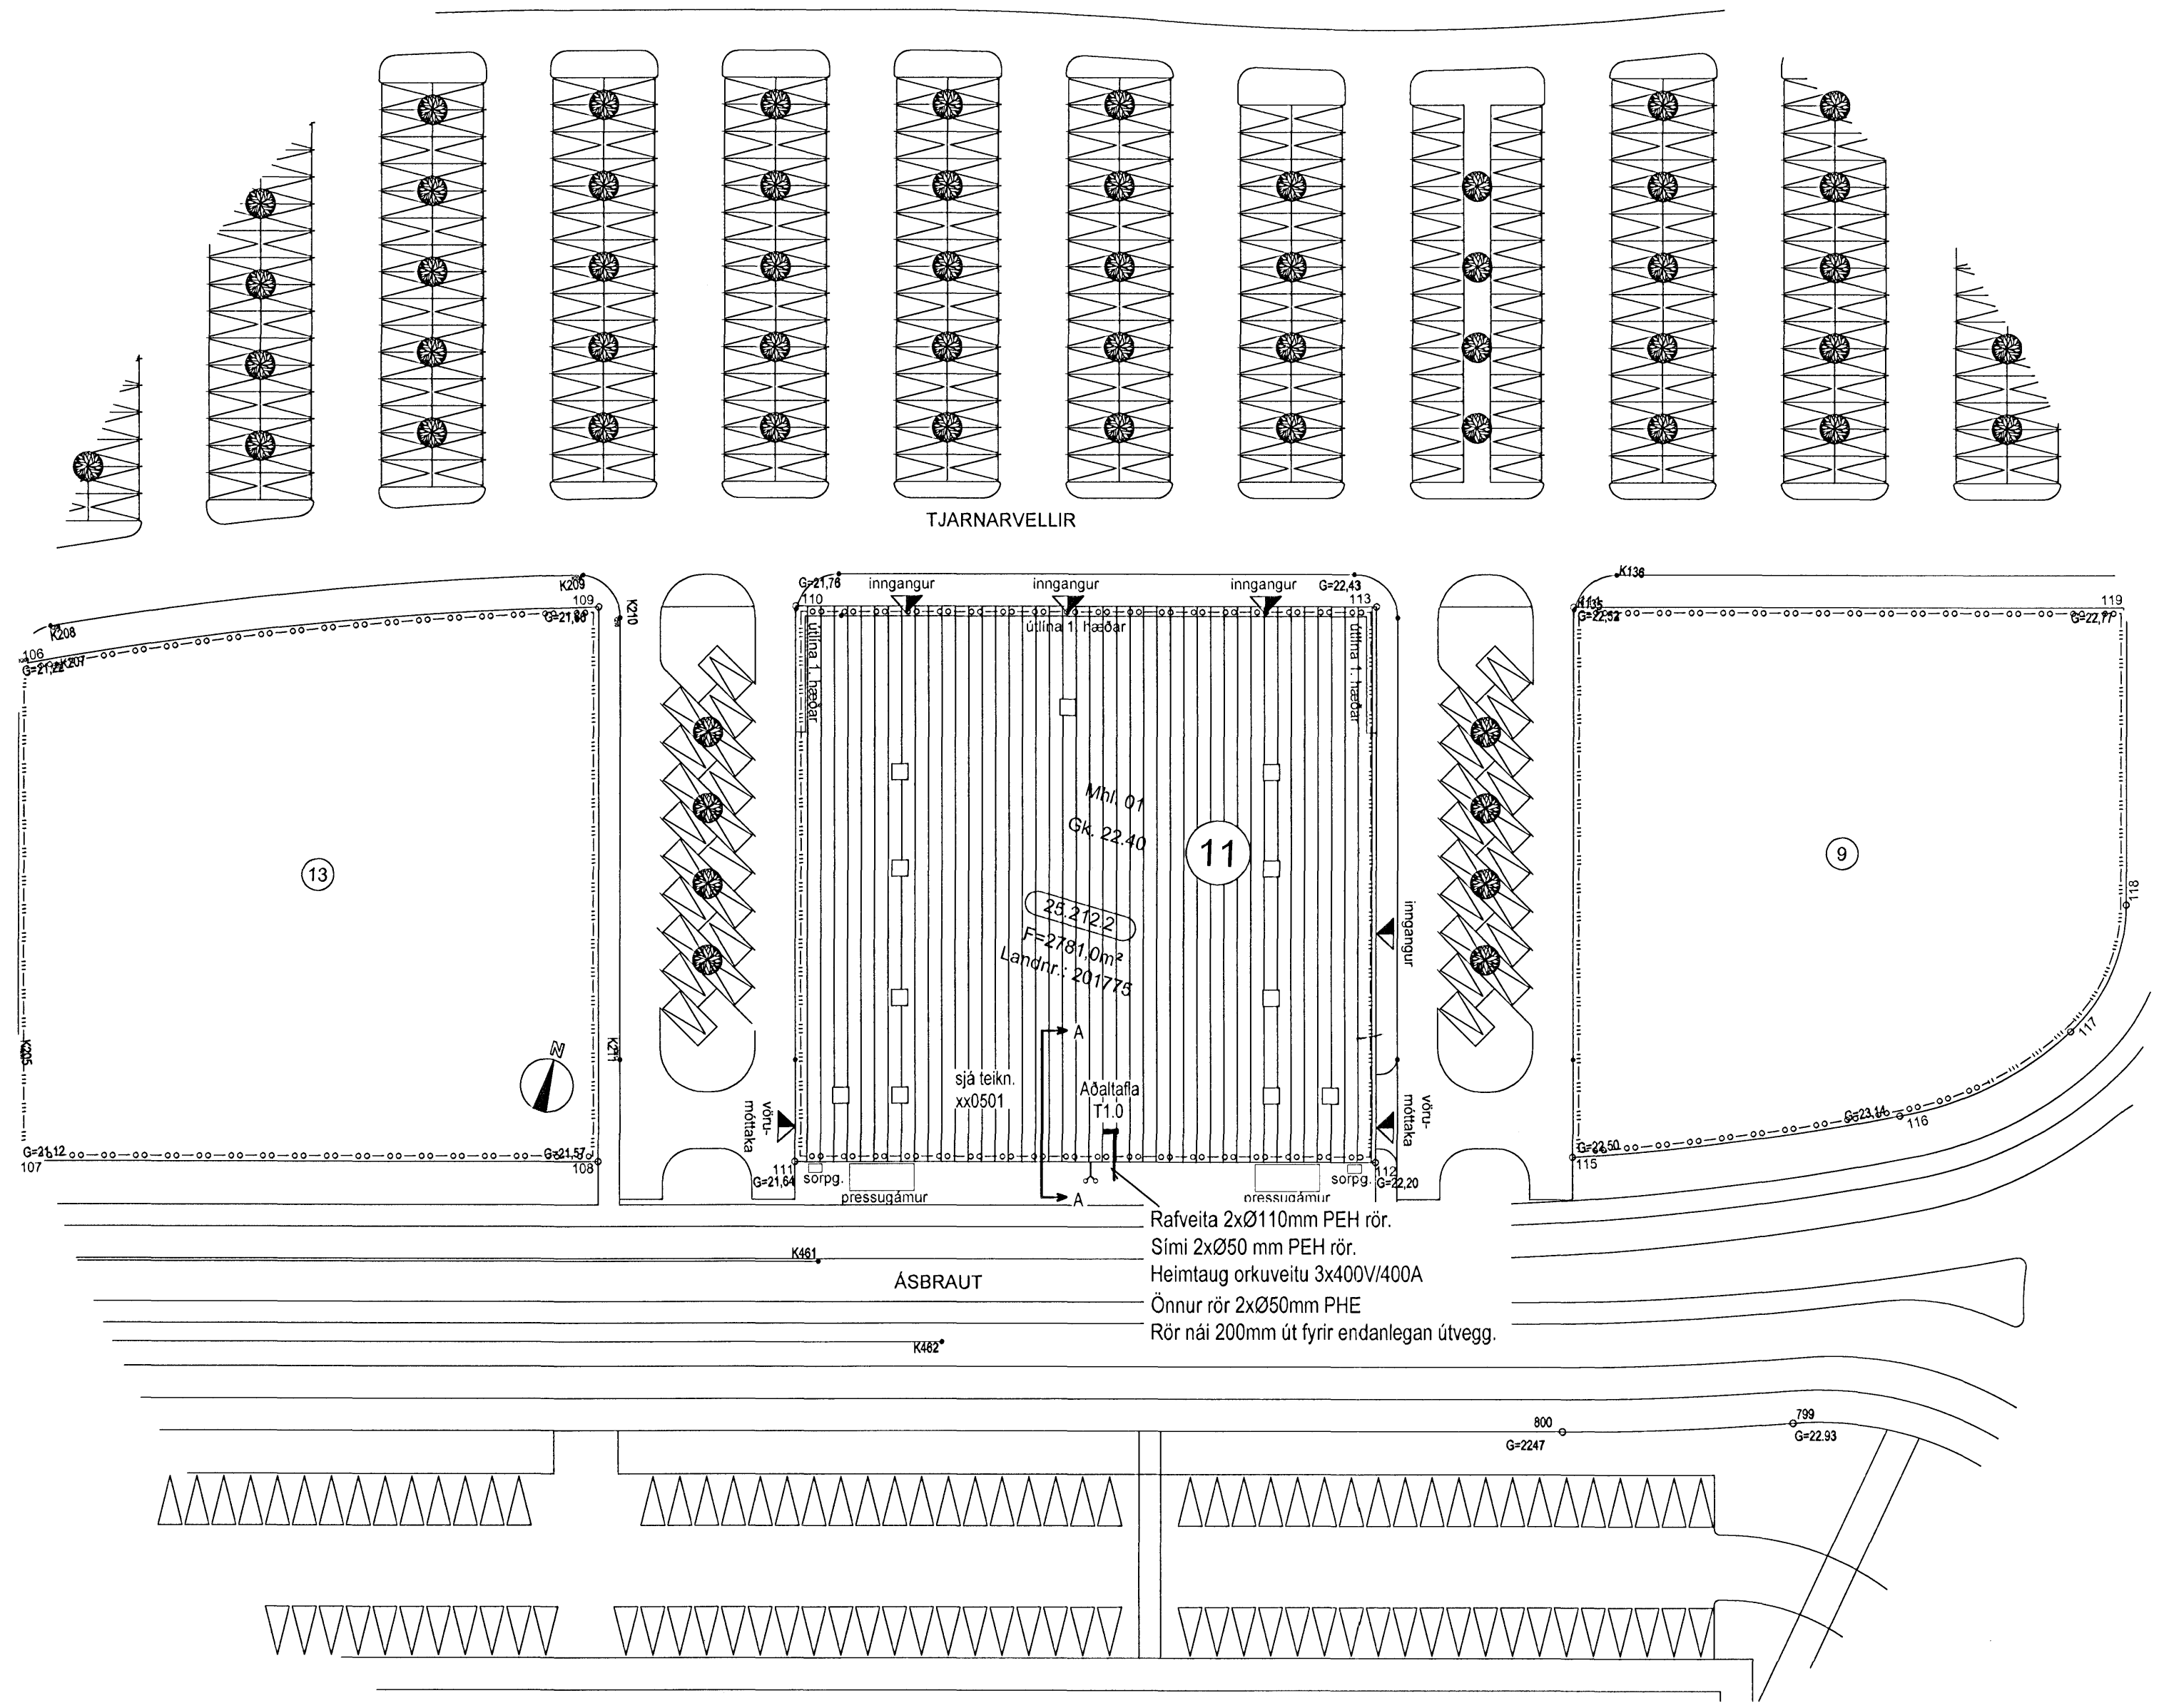 TJARNARVELLIR
K209
109
K210
G=21,76
110
inngangur
inngangur
inngangur
G=22,43
113
K136
K135
G=22,52
119
G=22,77
K208
106
K207
G=21,22
útlína 1. hæðar
útlína 1. hæðar
útlína 1. hæðar
Mhl. 01
Gk. 22.40
11
13
9
25.212.2
F=2781,0m²
Landnr.: 201775
inngangur
118
117
K205
K211
N
A
sjá teikn.
xx0501
Aðaltafla
T1.0
vöru-
móttaka
vöru-
móttaka
G=23,14
116
G=22,50
115
G=21,12
107
G=21,57
108
111
G=21,64
sorpg.
pressugámur
A
pressugámur
sorpg.
112
G=22,20
Rafveita 2xØ110mm PEH rör.
Sími 2xØ50 mm PEH rör.
Heimtaug orkuveitu 3x400V/400A
Önnur rör 2xØ50mm PHE
Rör nái 200mm út fyrir endanlegan útvegg.
K461
ÁSBRAUT
K462
800
G=2247
799
G=22.93